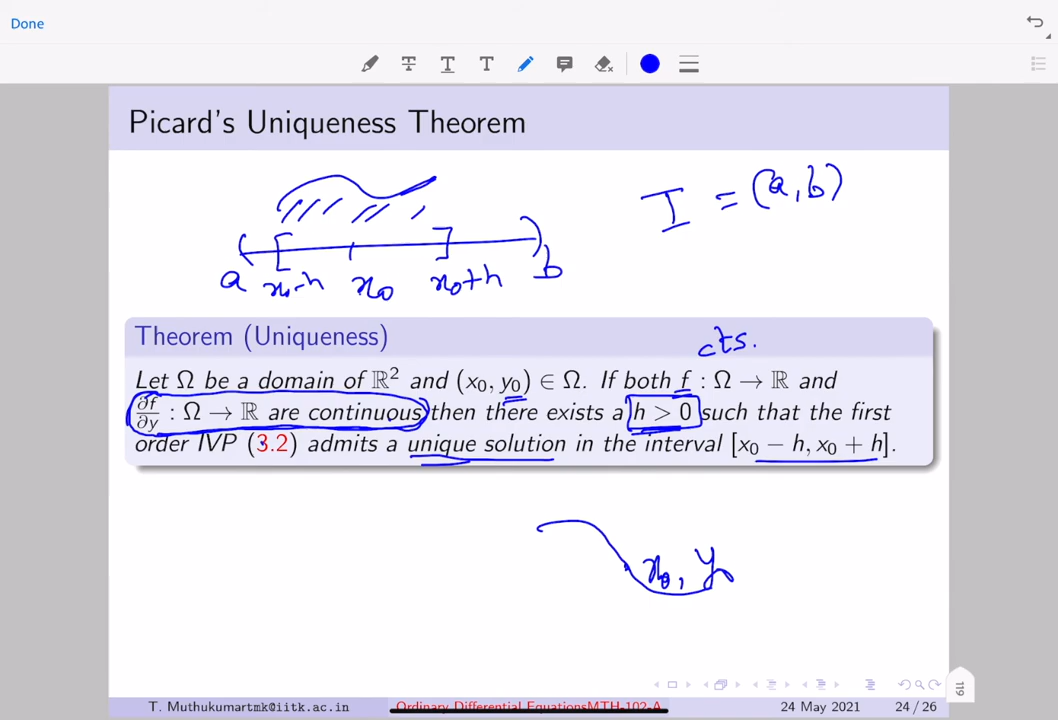 Done
Picard's Uniqueness Theorem
I = (a, b)
a x₀-h x₀ x₀+h b
Theorem (Uniqueness)
cts.
Let Ω be a domain of ℝ² and (x₀, y₀) ∈ Ω. If both f : Ω → ℝ and
∂f/∂y : Ω → ℝ are continuous then there exists a h > 0 such that the first
order IVP (3.2) admits a unique solution in the interval [x₀ − h, x₀ + h].
x₀, y₀
119
T. Muthukumar tmk@iitk.ac.in Ordinary Differential EquationsMTH-102-A 24 May 2021 24 / 26